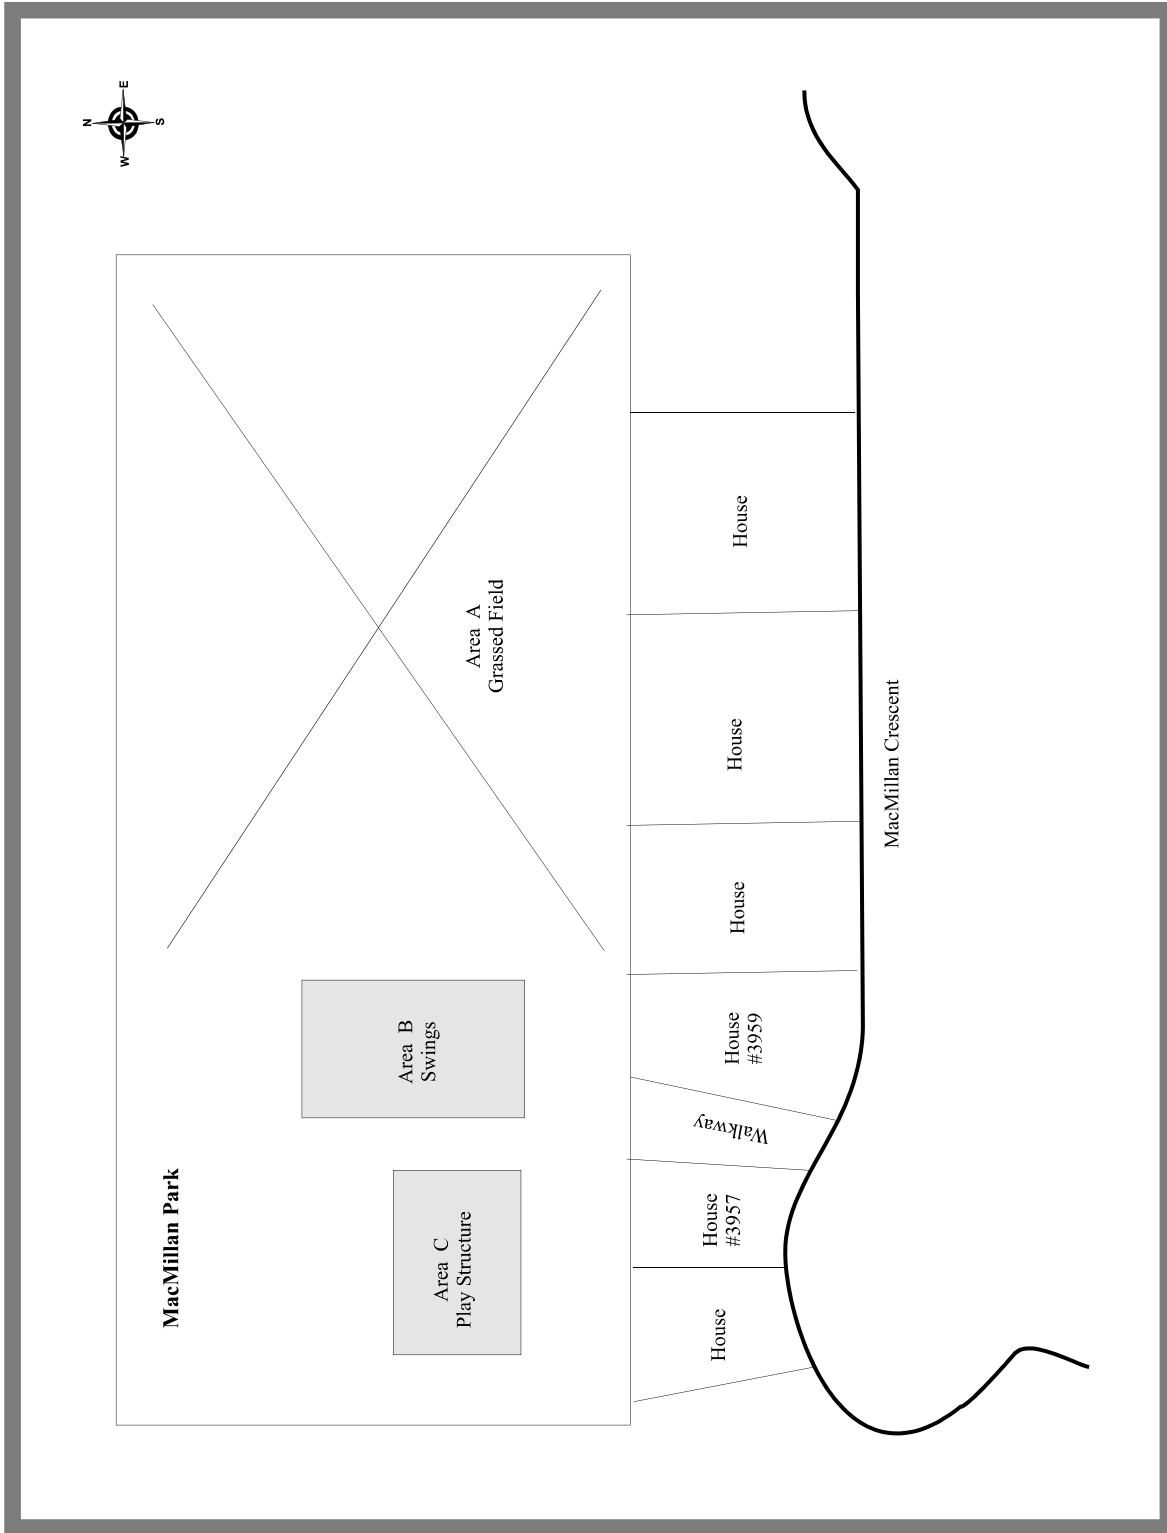 N
E
S
W
MacMillan Park
Area C
Play Structure
Area B
Swings
Area A
Grassed Field
House
House
#3957
Walkway
House
#3959
House
House
House
MacMillan Crescent